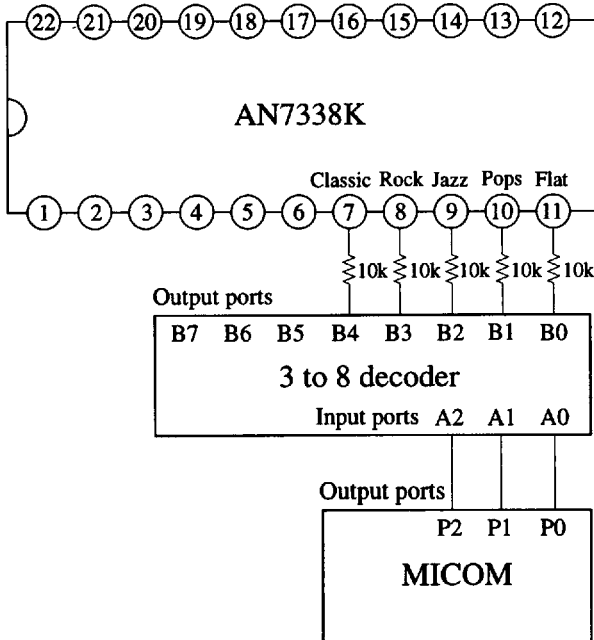 22 21 20 19 18 17 16 15 14 13 12
AN7338K
Classic Rock Jazz Pops Flat
1 2 3 4 5 6 7 8 9 10 11
10k 10k 10k 10k 10k
Output ports
B7 B6 B5 B4 B3 B2 B1 B0
3 to 8 decoder
Input ports A2 A1 A0
Output ports
P2 P1 P0
MICOM